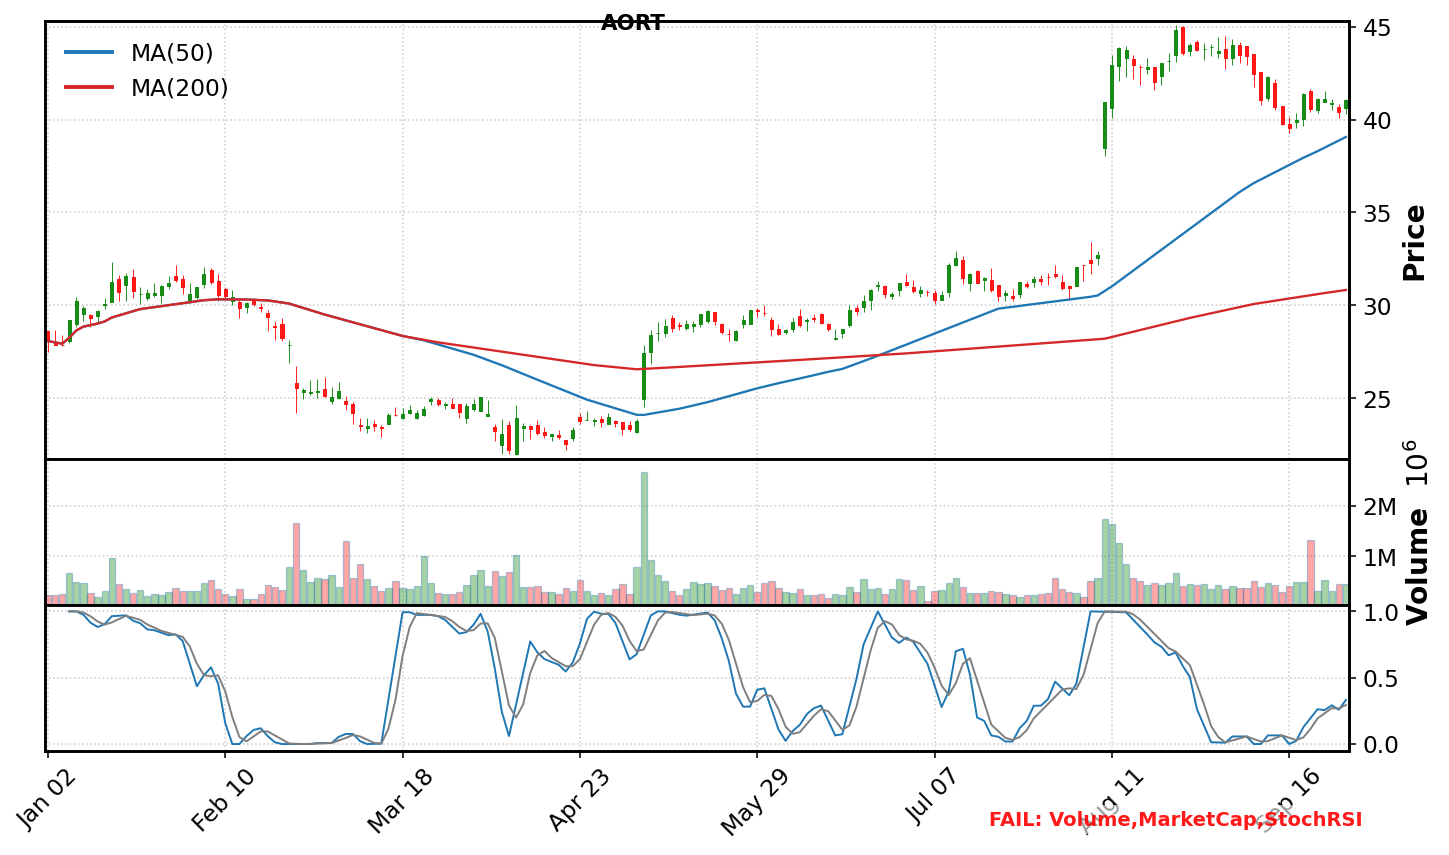 AORT
MA(50)
MA(200)
45
40
35
30
25
Price
2M
1M
Volume 10^6
1.0
0.5
0.0
Jan 02
Feb 10
Mar 18
Apr 23
May 29
Jul 07
Aug 11
Sep 16
FAIL: Volume,MarketCap,StochRSI